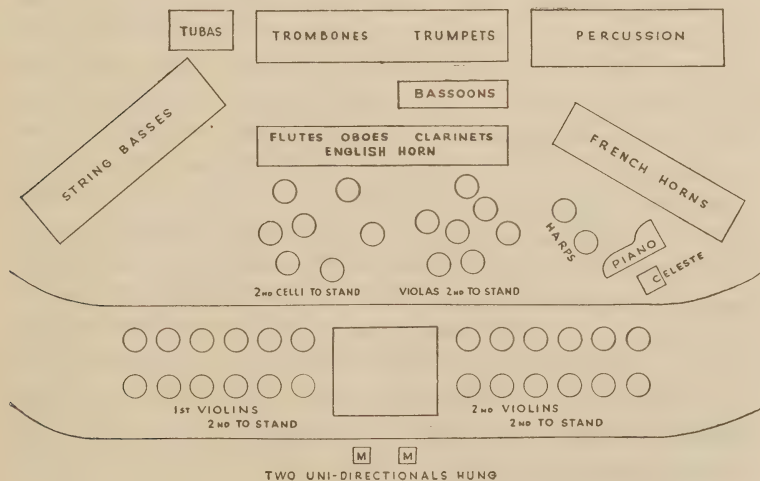 TUBAS
TROMBONES TRUMPETS
PERCUSSION
BASSOONS
STRING BASSES
FLUTES OBOES CLARINETS
ENGLISH HORN
FRENCH HORNS
HARPS
PIANO
CELESTE
2ND CELLI TO STAND
VIOLAS 2ND TO STAND
1ST VIOLINS
2ND TO STAND
2ND VIOLINS
2ND TO STAND
M M
TWO UNI-DIRECTIONALS HUNG